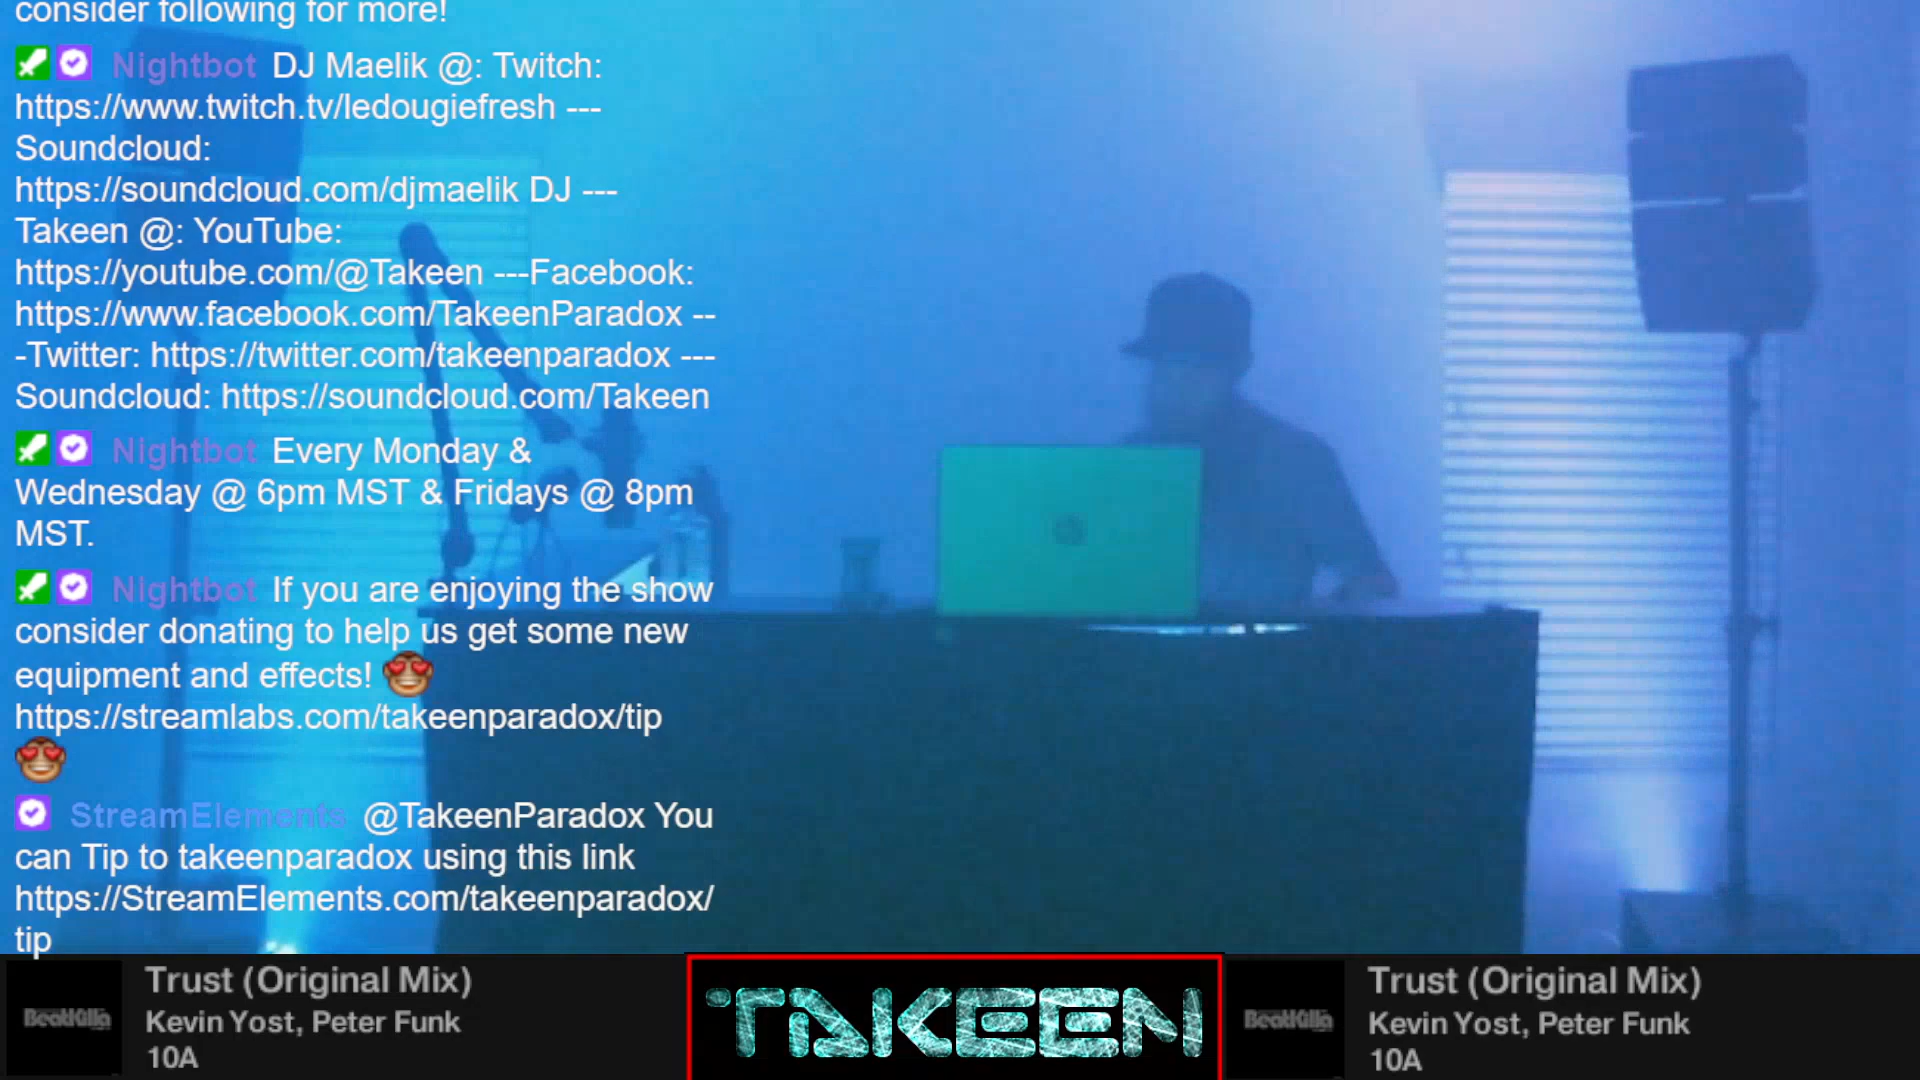 consider following for more!
Nightbot DJ Maelik @: Twitch:
https://www.twitch.tv/ledougiefresh ---
Soundcloud:
https://soundcloud.com/djmaelik DJ ---
Takeen @: YouTube:
https://youtube.com/@Takeen ---Facebook:
https://www.facebook.com/TakeenParadox --
-Twitter: https://twitter.com/takeenparadox ---
Soundcloud: https://soundcloud.com/Takeen
Nightbot Every Monday &
Wednesday @ 6pm MST & Fridays @ 8pm
MST.
Nightbot If you are enjoying the show
consider donating to help us get some new
equipment and effects!
https://streamlabs.com/takeenparadox/tip
StreamElements @TakeenParadox You
can Tip to takeenparadox using this link
https://StreamElements.com/takeenparadox/
tip
BeatKilla
Trust (Original Mix)
Kevin Yost, Peter Funk
10A
TAKEEN
BeatKilla
Trust (Original Mix)
Kevin Yost, Peter Funk
10A